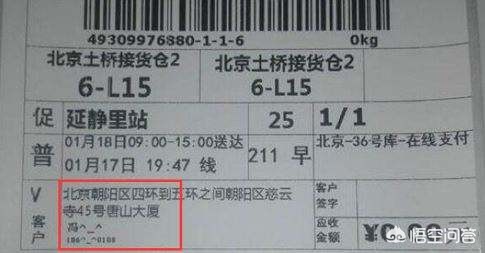 49309976880-1-1-6 0kg
北京土桥接货仓2 北京土桥接货仓2
6-L15 6-L15
促 延静里站 25 1/1
普 01月18日09:00-15:00送达 211 早 北京-36号库-在线支付
01月17日 19:47 线
V 北京朝阳区四环到五环之间朝阳区慈云
寺45号唐山大厦
客户 冯^_^
186^_^0108
客户
签字
应收
金额
悟空问答